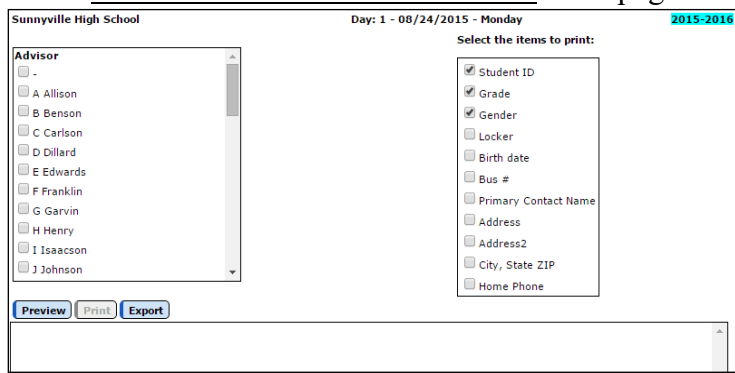 Sunnyville High School Day: 1 - 08/24/2015 - Monday 2015-2016
Select the items to print:
Advisor
-
A Allison
B Benson
C Carlson
D Dillard
E Edwards
F Franklin
G Garvin
H Henry
I Isaacson
J Johnson
Student ID
Grade
Gender
Locker
Birth date
Bus #
Primary Contact Name
Address
Address2
City, State ZIP
Home Phone
Preview Print Export